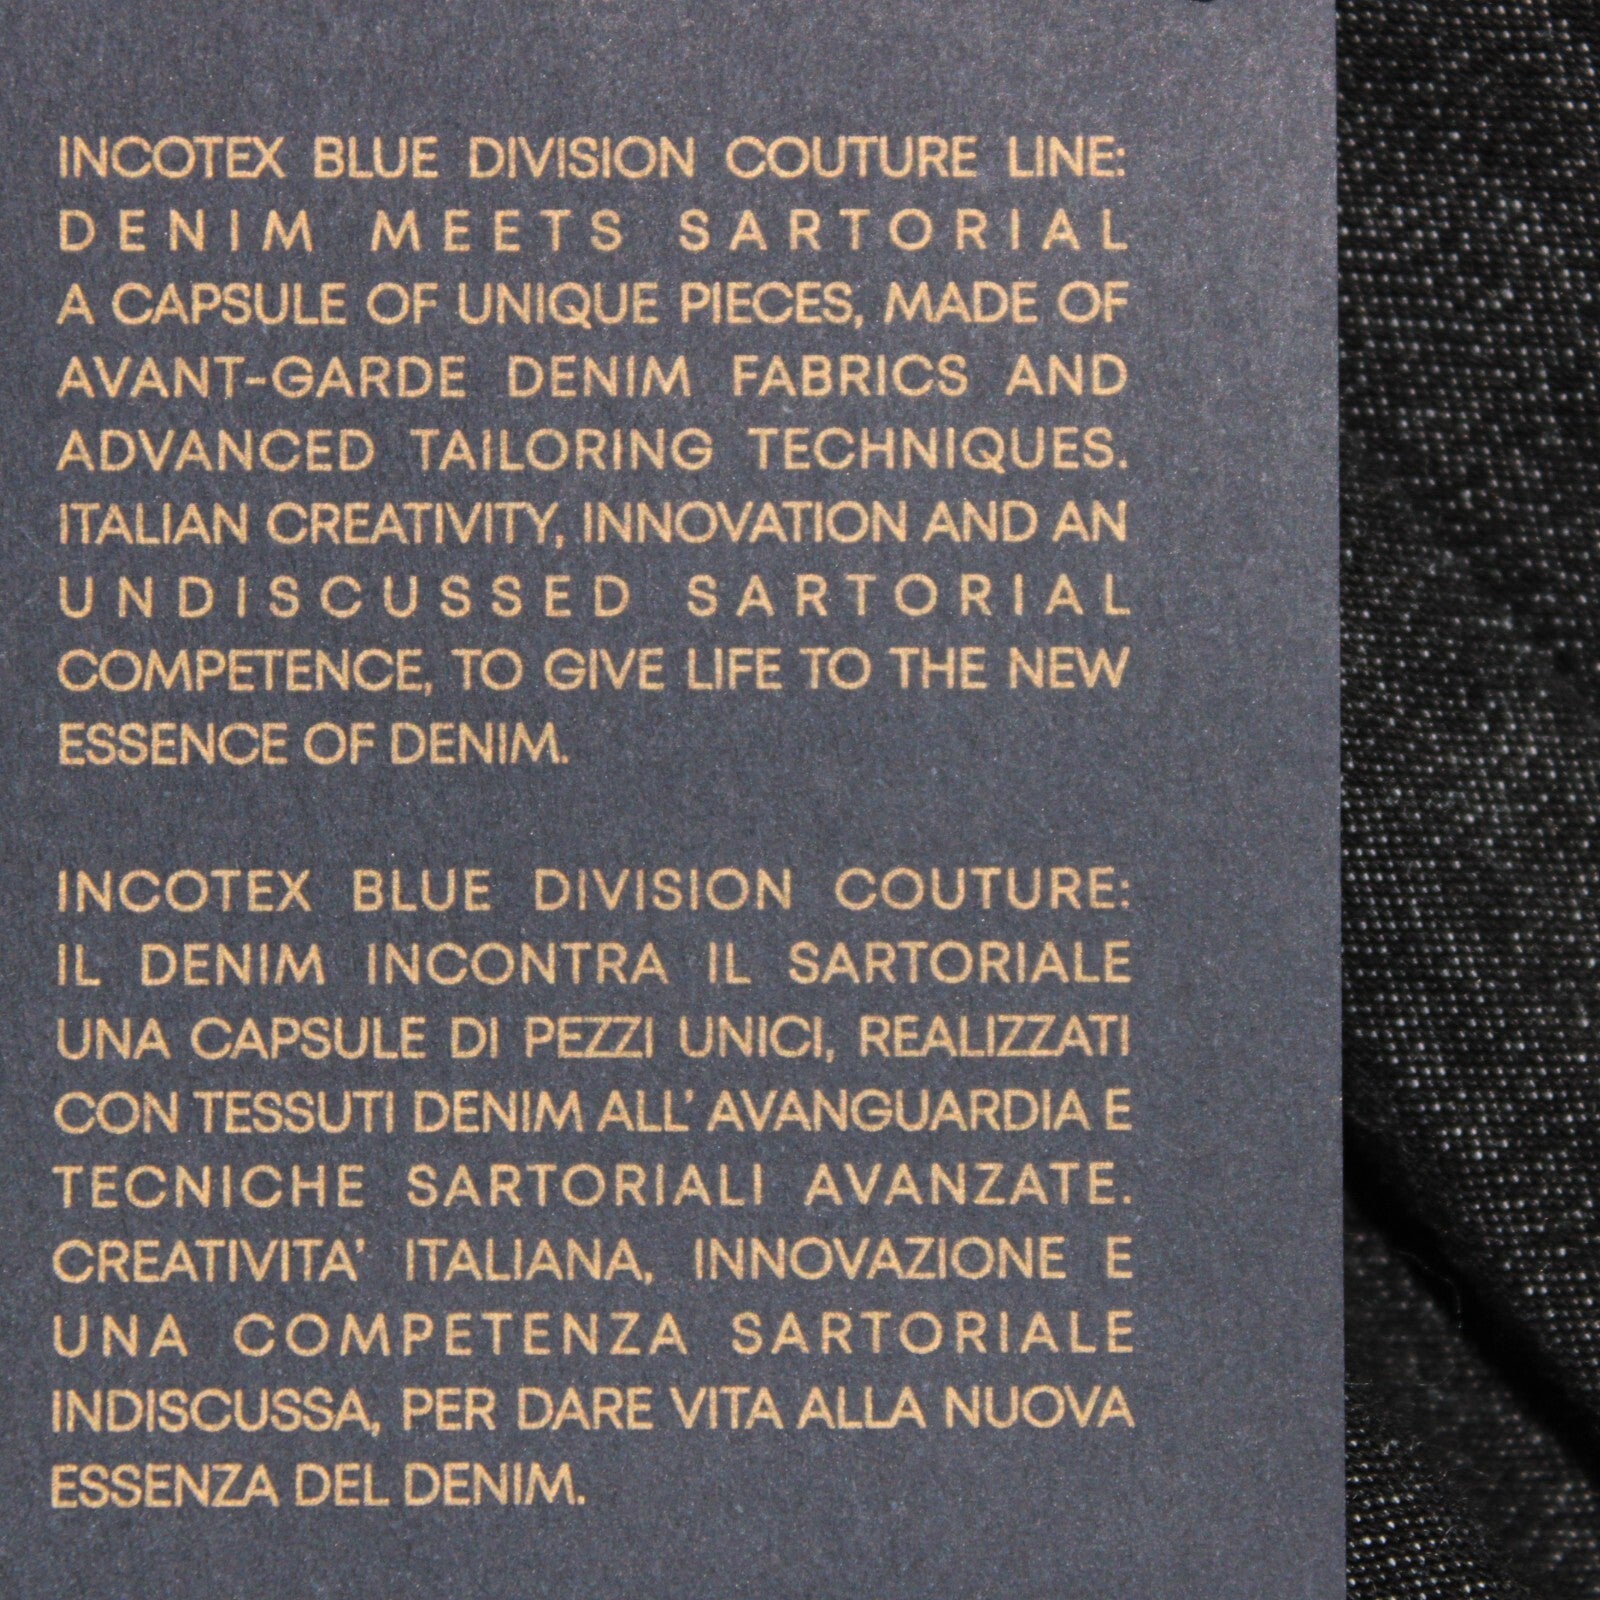 INCOTEX BLUE DIVISION COUTURE LINE:
DENIM MEETS SARTORIAL
A CAPSULE OF UNIQUE PIECES, MADE OF
AVANT-GARDE DENIM FABRICS AND
ADVANCED TAILORING TECHNIQUES.
ITALIAN CREATIVITY, INNOVATION AND AN
UNDISCUSSED SARTORIAL
COMPETENCE, TO GIVE LIFE TO THE NEW
ESSENCE OF DENIM.
INCOTEX BLUE DIVISION COUTURE:
IL DENIM INCONTRA IL SARTORIALE
UNA CAPSULE DI PEZZI UNICI, REALIZZATI
CON TESSUTI DENIM ALL' AVANGUARDIA E
TECNICHE SARTORIALI AVANZATE.
CREATIVITA' ITALIANA, INNOVAZIONE E
UNA COMPETENZA SARTORIALE
INDISCUSSA, PER DARE VITA ALLA NUOVA
ESSENZA DEL DENIM.